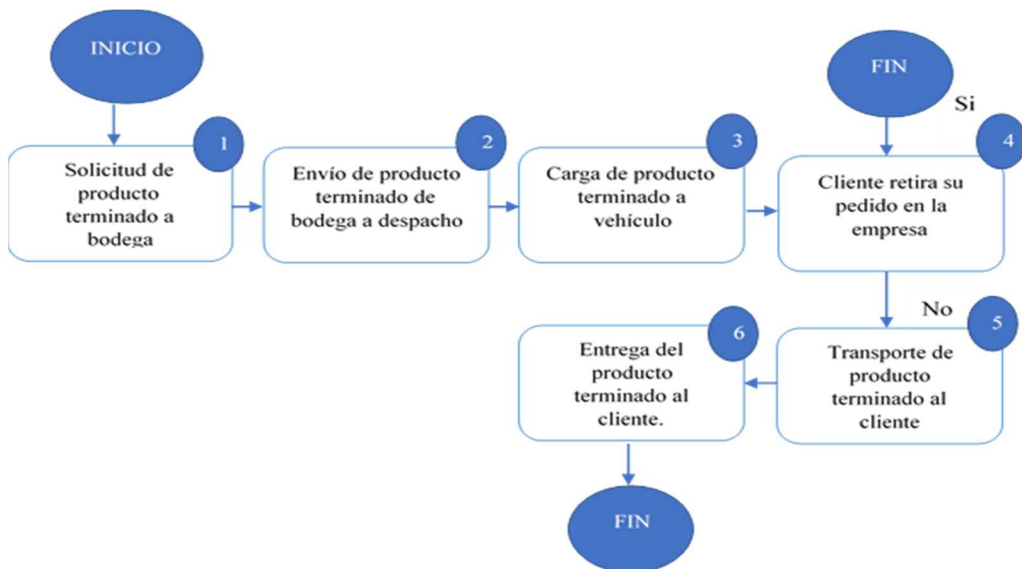 INICIO
1
Solicitud de
producto
terminado a
bodega
2
Envío de producto
terminado de
bodega a despacho
3
Carga de producto
terminado a
vehículo
FIN
Si
4
Cliente retira su
pedido en la
empresa
No
5
Transporte de
producto
terminado al
cliente
6
Entrega del
producto
terminado al
cliente.
FIN